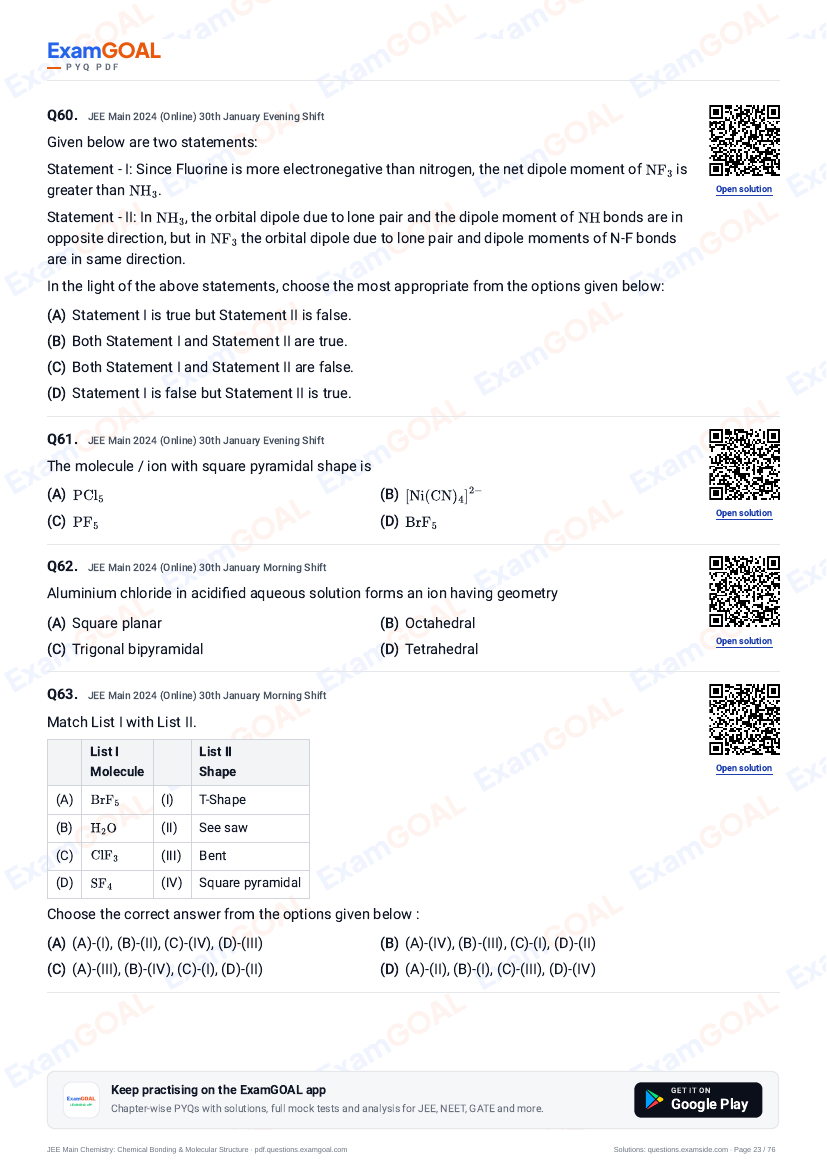 ExamGOAL
PYQ PDF
Q60. JEE Main 2024 (Online) 30th January Evening Shift
Given below are two statements:
Statement - I: Since Fluorine is more electronegative than nitrogen, the net dipole moment of NF₃ is
greater than NH₃.
Statement - II: In NH₃, the orbital dipole due to lone pair and the dipole moment of NH bonds are in
opposite direction, but in NF₃ the orbital dipole due to lone pair and dipole moments of N-F bonds
are in same direction.
In the light of the above statements, choose the most appropriate from the options given below:
(A) Statement I is true but Statement II is false.
(B) Both Statement I and Statement II are true.
(C) Both Statement I and Statement II are false.
(D) Statement I is false but Statement II is true.
Open solution
Q61. JEE Main 2024 (Online) 30th January Evening Shift
The molecule / ion with square pyramidal shape is
(A) PCl₅ (B) [Ni(CN)₄]²⁻
(C) PF₅ (D) BrF₅
Open solution
Q62. JEE Main 2024 (Online) 30th January Morning Shift
Aluminium chloride in acidified aqueous solution forms an ion having geometry
(A) Square planar (B) Octahedral
(C) Trigonal bipyramidal (D) Tetrahedral
Open solution
Q63. JEE Main 2024 (Online) 30th January Morning Shift
Match List I with List II.
List I List II
Molecule Shape
(A) BrF₅ (I) T-Shape
(B) H₂O (II) See saw
(C) ClF₃ (III) Bent
(D) SF₄ (IV) Square pyramidal
Open solution
Choose the correct answer from the options given below :
(A) (A)-(I), (B)-(II), (C)-(IV), (D)-(III) (B) (A)-(IV), (B)-(III), (C)-(I), (D)-(II)
(C) (A)-(III), (B)-(IV), (C)-(I), (D)-(II) (D) (A)-(II), (B)-(I), (C)-(III), (D)-(IV)
ExamGOAL
Keep practising on the ExamGOAL app
Chapter-wise PYQs with solutions, full mock tests and analysis for JEE, NEET, GATE and more.
GET IT ON
Google Play
JEE Main Chemistry: Chemical Bonding & Molecular Structure · pdf.questions.examgoal.com Solutions: questions.examside.com · Page 23 / 76